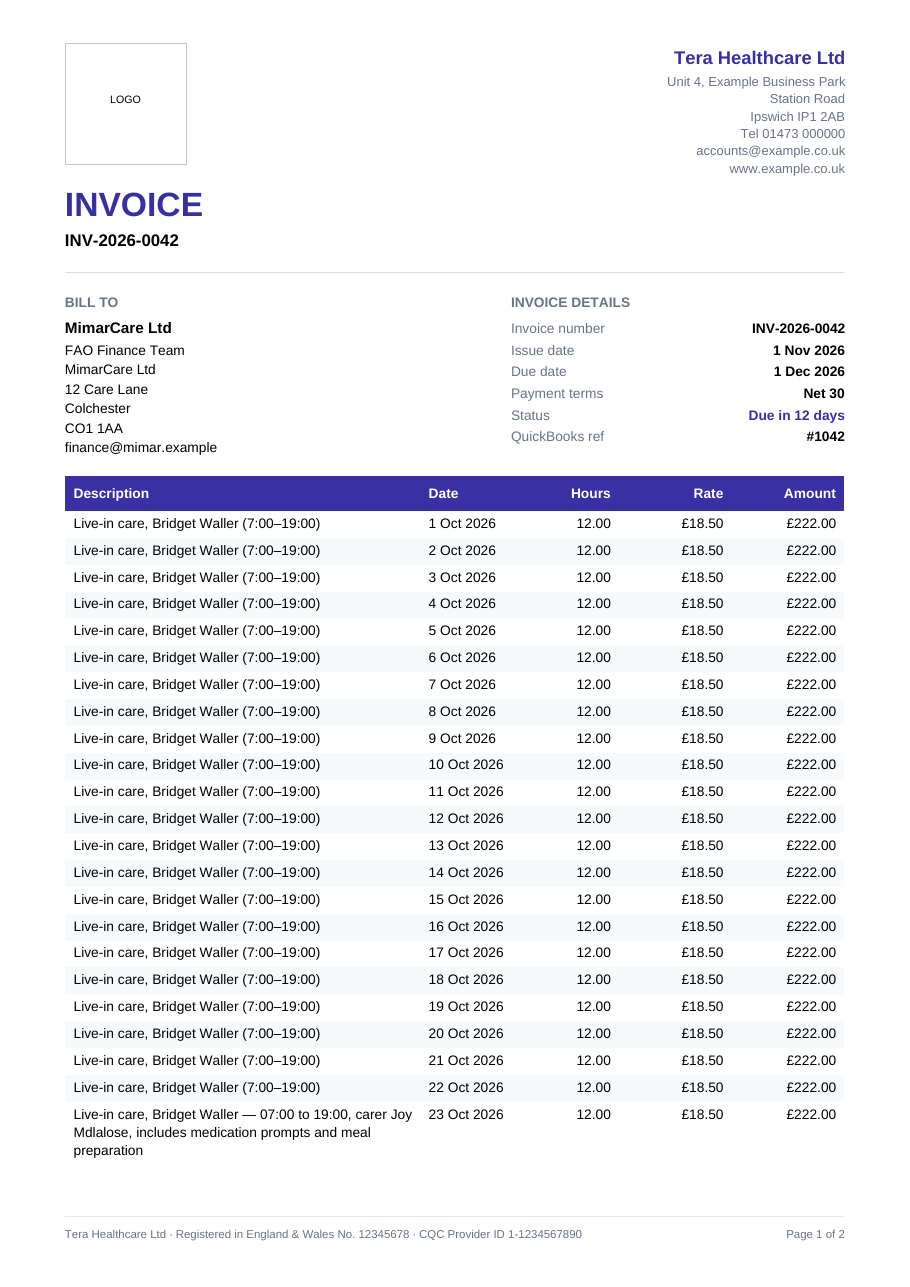 LOGO
Tera Healthcare Ltd
Unit 4, Example Business Park
Station Road
Ipswich IP1 2AB
Tel 01473 000000
accounts@example.co.uk
www.example.co.uk
INVOICE
INV-2026-0042
BILL TO
MimarCare Ltd
FAO Finance Team
MimarCare Ltd
12 Care Lane
Colchester
CO1 1AA
finance@mimar.example
INVOICE DETAILS
Invoice number INV-2026-0042
Issue date 1 Nov 2026
Due date 1 Dec 2026
Payment terms Net 30
Status Due in 12 days
QuickBooks ref #1042
Description Date Hours Rate Amount
Live-in care, Bridget Waller (7:00–19:00) 1 Oct 2026 12.00 £18.50 £222.00
Live-in care, Bridget Waller (7:00–19:00) 2 Oct 2026 12.00 £18.50 £222.00
Live-in care, Bridget Waller (7:00–19:00) 3 Oct 2026 12.00 £18.50 £222.00
Live-in care, Bridget Waller (7:00–19:00) 4 Oct 2026 12.00 £18.50 £222.00
Live-in care, Bridget Waller (7:00–19:00) 5 Oct 2026 12.00 £18.50 £222.00
Live-in care, Bridget Waller (7:00–19:00) 6 Oct 2026 12.00 £18.50 £222.00
Live-in care, Bridget Waller (7:00–19:00) 7 Oct 2026 12.00 £18.50 £222.00
Live-in care, Bridget Waller (7:00–19:00) 8 Oct 2026 12.00 £18.50 £222.00
Live-in care, Bridget Waller (7:00–19:00) 9 Oct 2026 12.00 £18.50 £222.00
Live-in care, Bridget Waller (7:00–19:00) 10 Oct 2026 12.00 £18.50 £222.00
Live-in care, Bridget Waller (7:00–19:00) 11 Oct 2026 12.00 £18.50 £222.00
Live-in care, Bridget Waller (7:00–19:00) 12 Oct 2026 12.00 £18.50 £222.00
Live-in care, Bridget Waller (7:00–19:00) 13 Oct 2026 12.00 £18.50 £222.00
Live-in care, Bridget Waller (7:00–19:00) 14 Oct 2026 12.00 £18.50 £222.00
Live-in care, Bridget Waller (7:00–19:00) 15 Oct 2026 12.00 £18.50 £222.00
Live-in care, Bridget Waller (7:00–19:00) 16 Oct 2026 12.00 £18.50 £222.00
Live-in care, Bridget Waller (7:00–19:00) 17 Oct 2026 12.00 £18.50 £222.00
Live-in care, Bridget Waller (7:00–19:00) 18 Oct 2026 12.00 £18.50 £222.00
Live-in care, Bridget Waller (7:00–19:00) 19 Oct 2026 12.00 £18.50 £222.00
Live-in care, Bridget Waller (7:00–19:00) 20 Oct 2026 12.00 £18.50 £222.00
Live-in care, Bridget Waller (7:00–19:00) 21 Oct 2026 12.00 £18.50 £222.00
Live-in care, Bridget Waller (7:00–19:00) 22 Oct 2026 12.00 £18.50 £222.00
Live-in care, Bridget Waller — 07:00 to 19:00, carer Joy 23 Oct 2026 12.00 £18.50 £222.00
Mdlalose, includes medication prompts and meal
preparation
Tera Healthcare Ltd · Registered in England & Wales No. 12345678 · CQC Provider ID 1-1234567890 Page 1 of 2